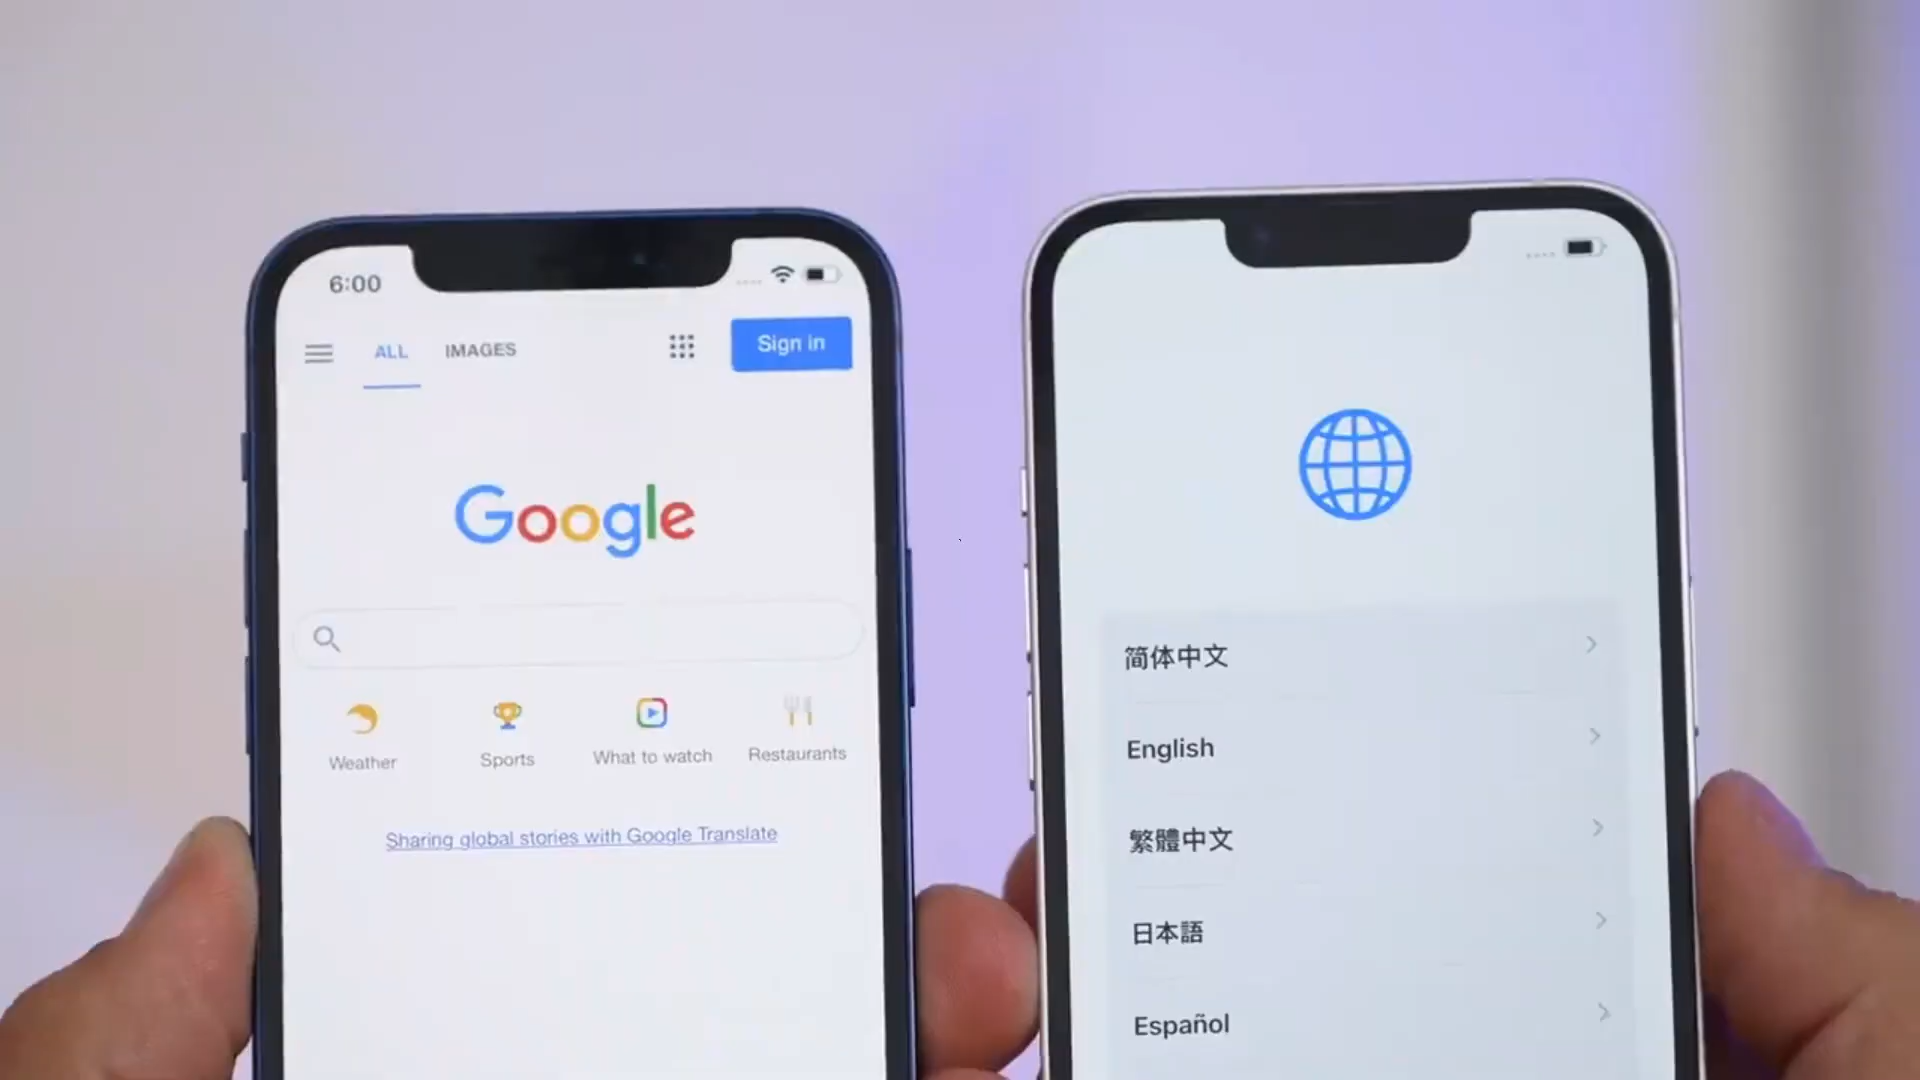 6:00
ALL IMAGES Sign in
Google
Weather Sports What to watch Restaurants
Sharing global stories with Google Translate
简体中文
English
繁體中文
日本語
Español